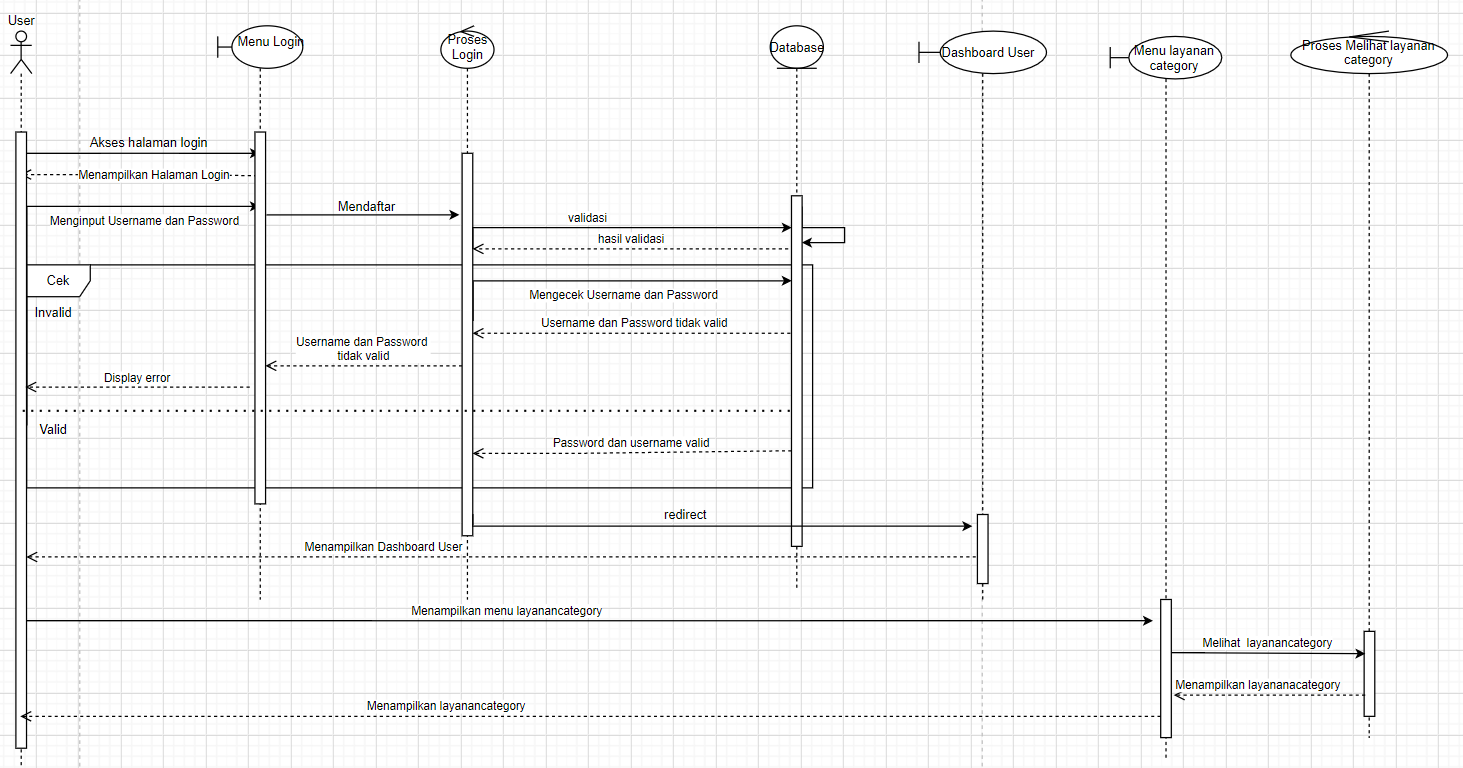 User
Menu Login
Proses
Login
Database
Dashboard User
Menu layanan
category
Proses Melihat layanan
category
Akses halaman login
Menampilkan Halaman Login
Menginput Username dan Password
Mendaftar
validasi
hasil validasi
Cek
Mengecek Username dan Password
Invalid
Username dan Password tidak valid
Username dan Password
tidak valid
Display error
Valid
Password dan username valid
redirect
Menampilkan Dashboard User
Menampilkan menu layanancategory
Melihat  layanancategory
Menampilkan layananacategory
Menampilkan layanancategory